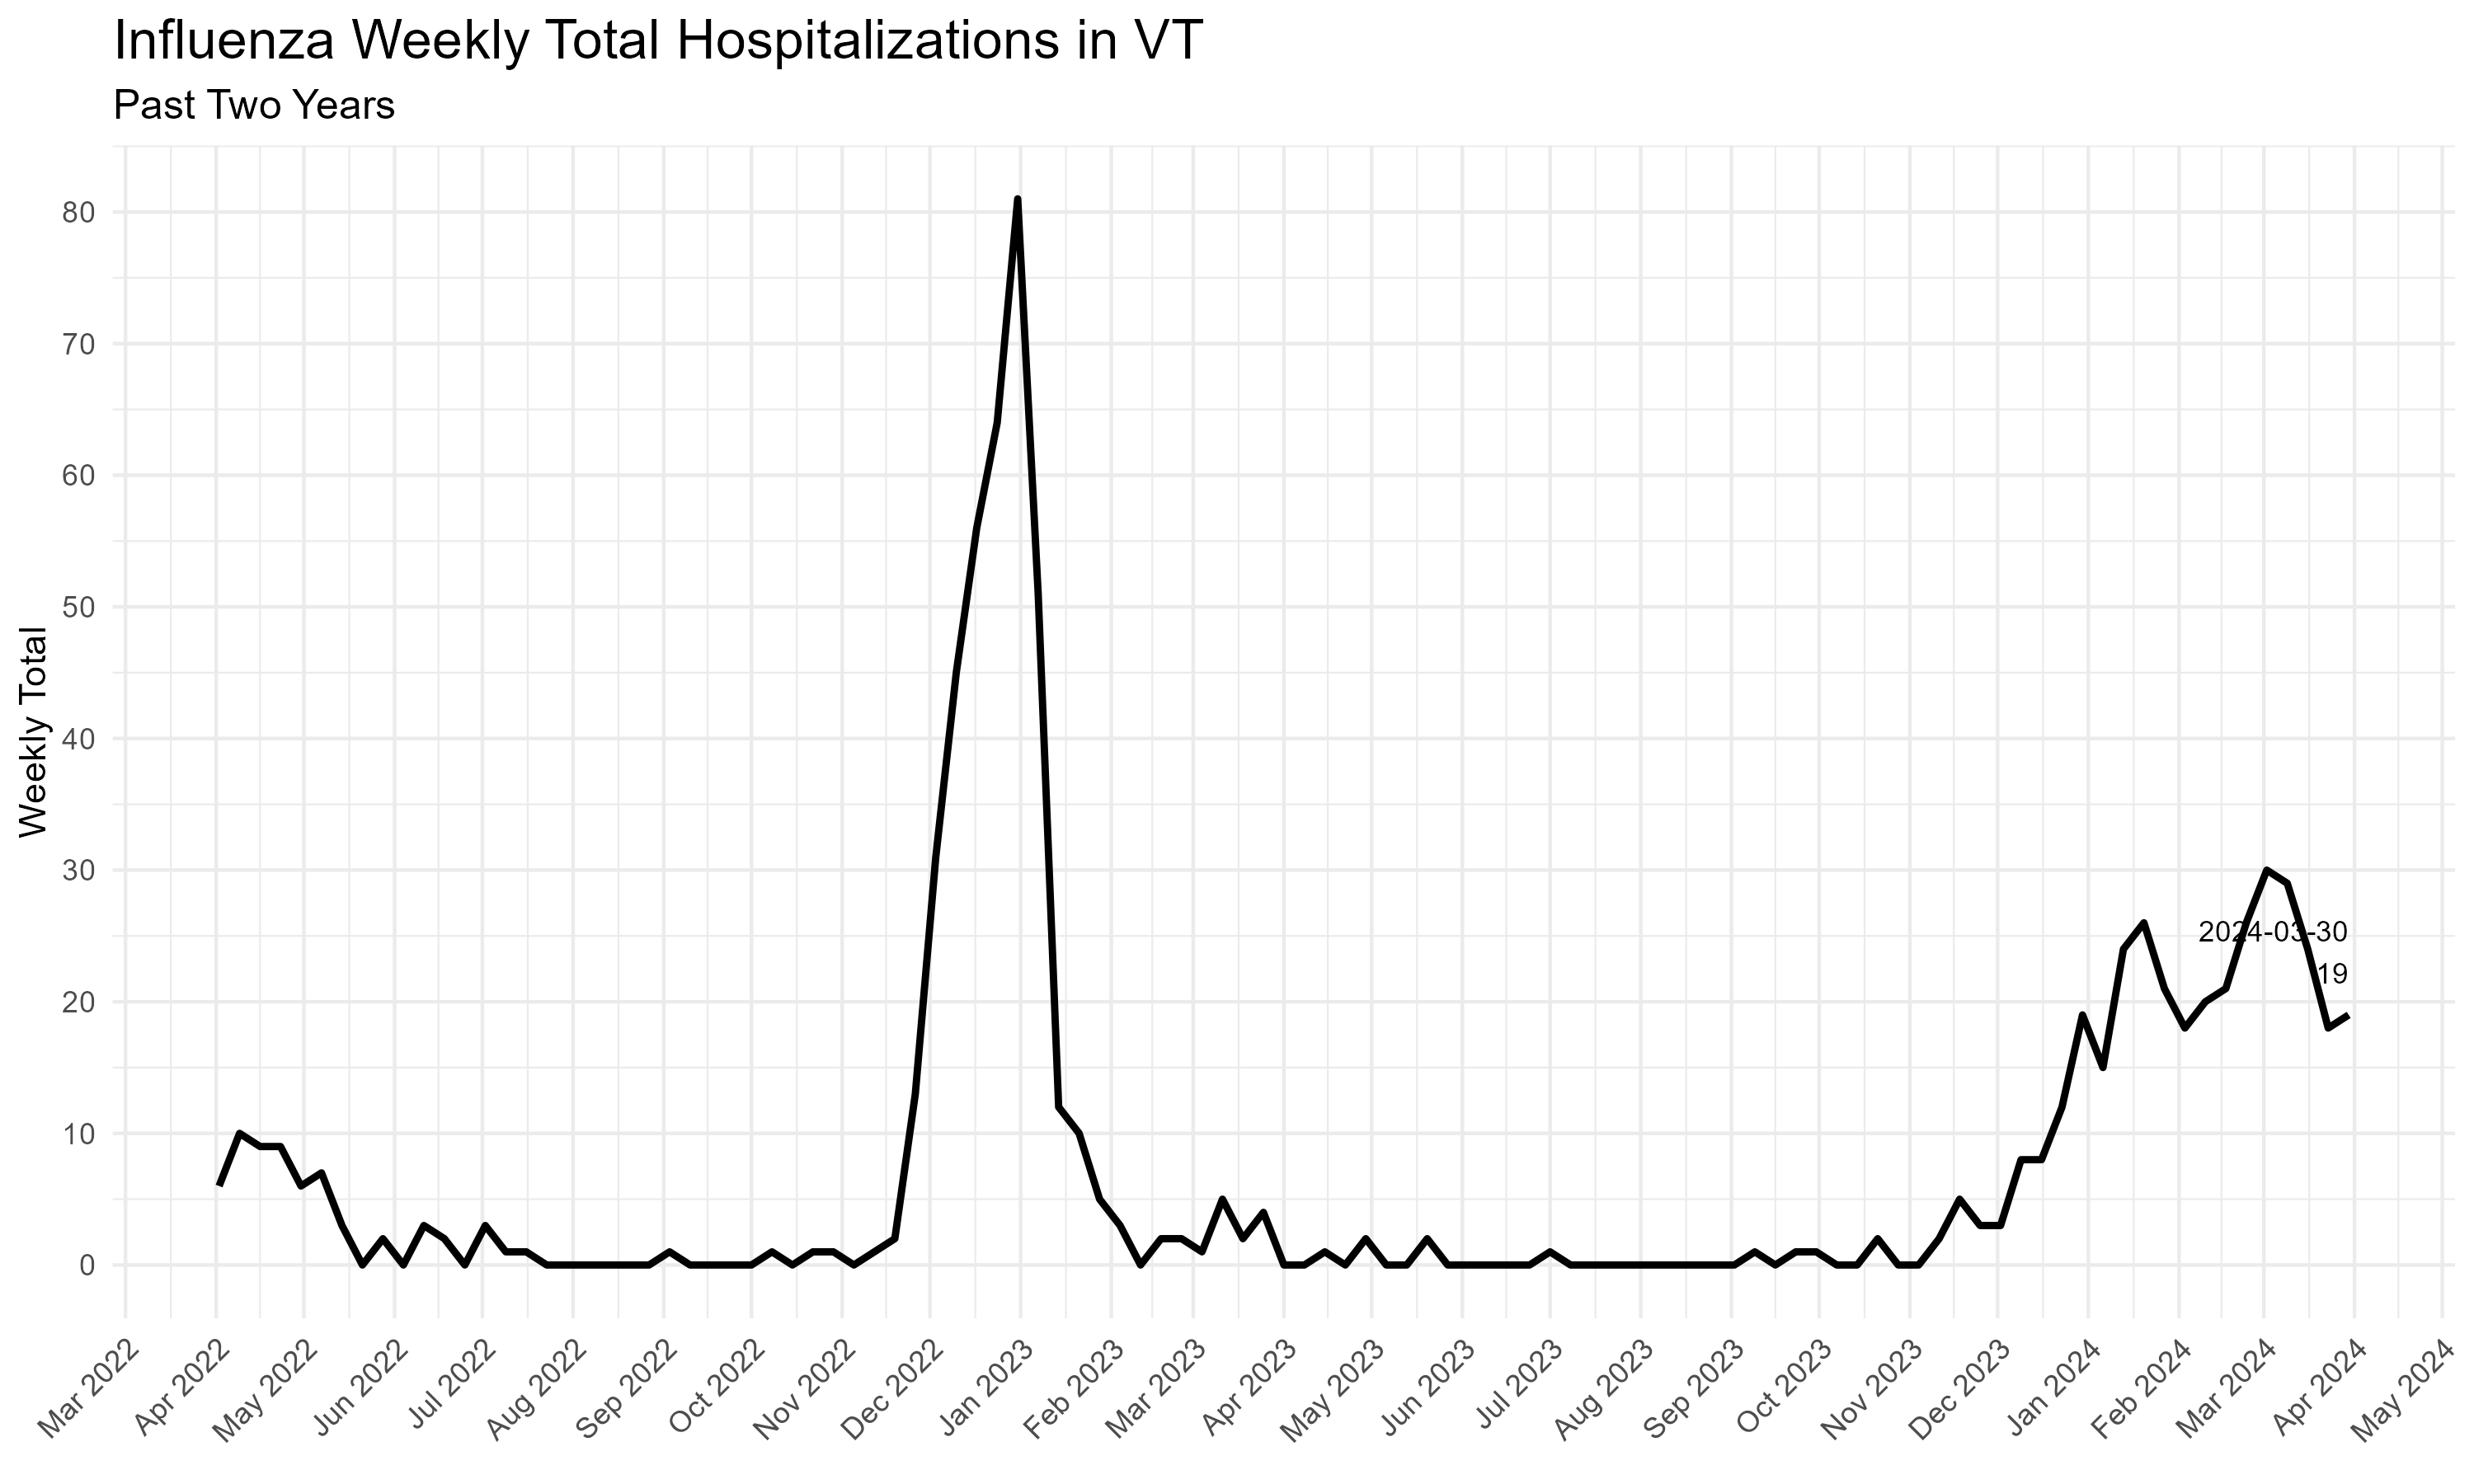 Influenza Weekly Total Hospitalizations in VT
Past Two Years
Weekly Total
80
70
60
50
40
30
20
10
0
2024-03-30
19
Mar 2022
Apr 2022
May 2022
Jun 2022
Jul 2022
Aug 2022
Sep 2022
Oct 2022
Nov 2022
Dec 2022
Jan 2023
Feb 2023
Mar 2023
Apr 2023
May 2023
Jun 2023
Jul 2023
Aug 2023
Sep 2023
Oct 2023
Nov 2023
Dec 2023
Jan 2024
Feb 2024
Mar 2024
Apr 2024
May 2024